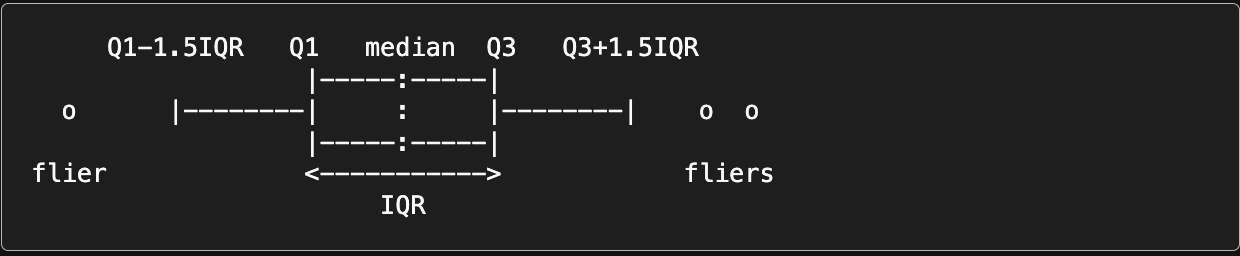 Q1-1.5IQR   Q1   median  Q3   Q3+1.5IQR
                  |-----:-----|
  o      |--------|     :     |--------|    o  o
                  |-----:-----|
flier             <----------->            fliers
                       IQR